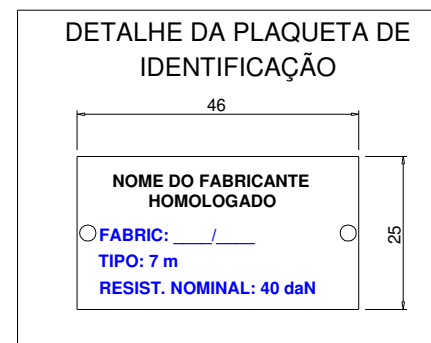 DETALHE DA PLAQUETA DE
IDENTIFICAÇÃO
46
NOME DO FABRICANTE
HOMOLOGADO
FABRIC: ____/____
TIPO: 7 m
RESIST. NOMINAL: 40 daN
25